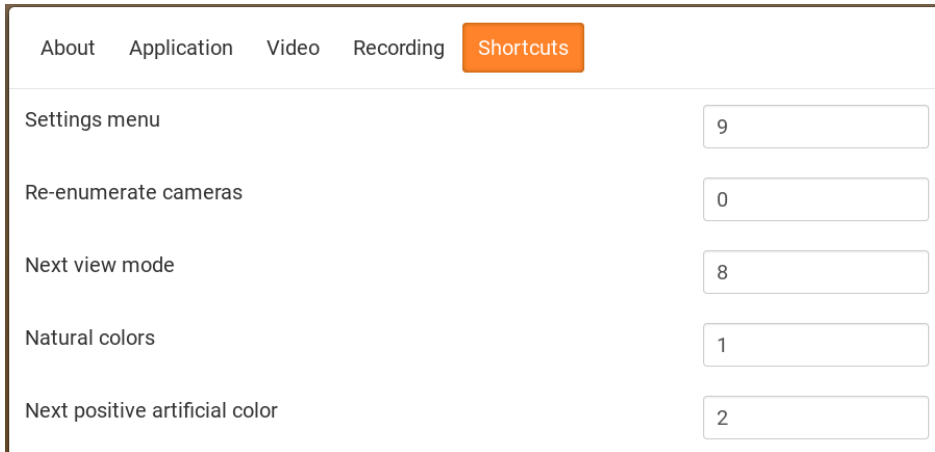 About Application Video Recording Shortcuts
Settings menu 9
Re-enumerate cameras 0
Next view mode 8
Natural colors 1
Next positive artificial color 2